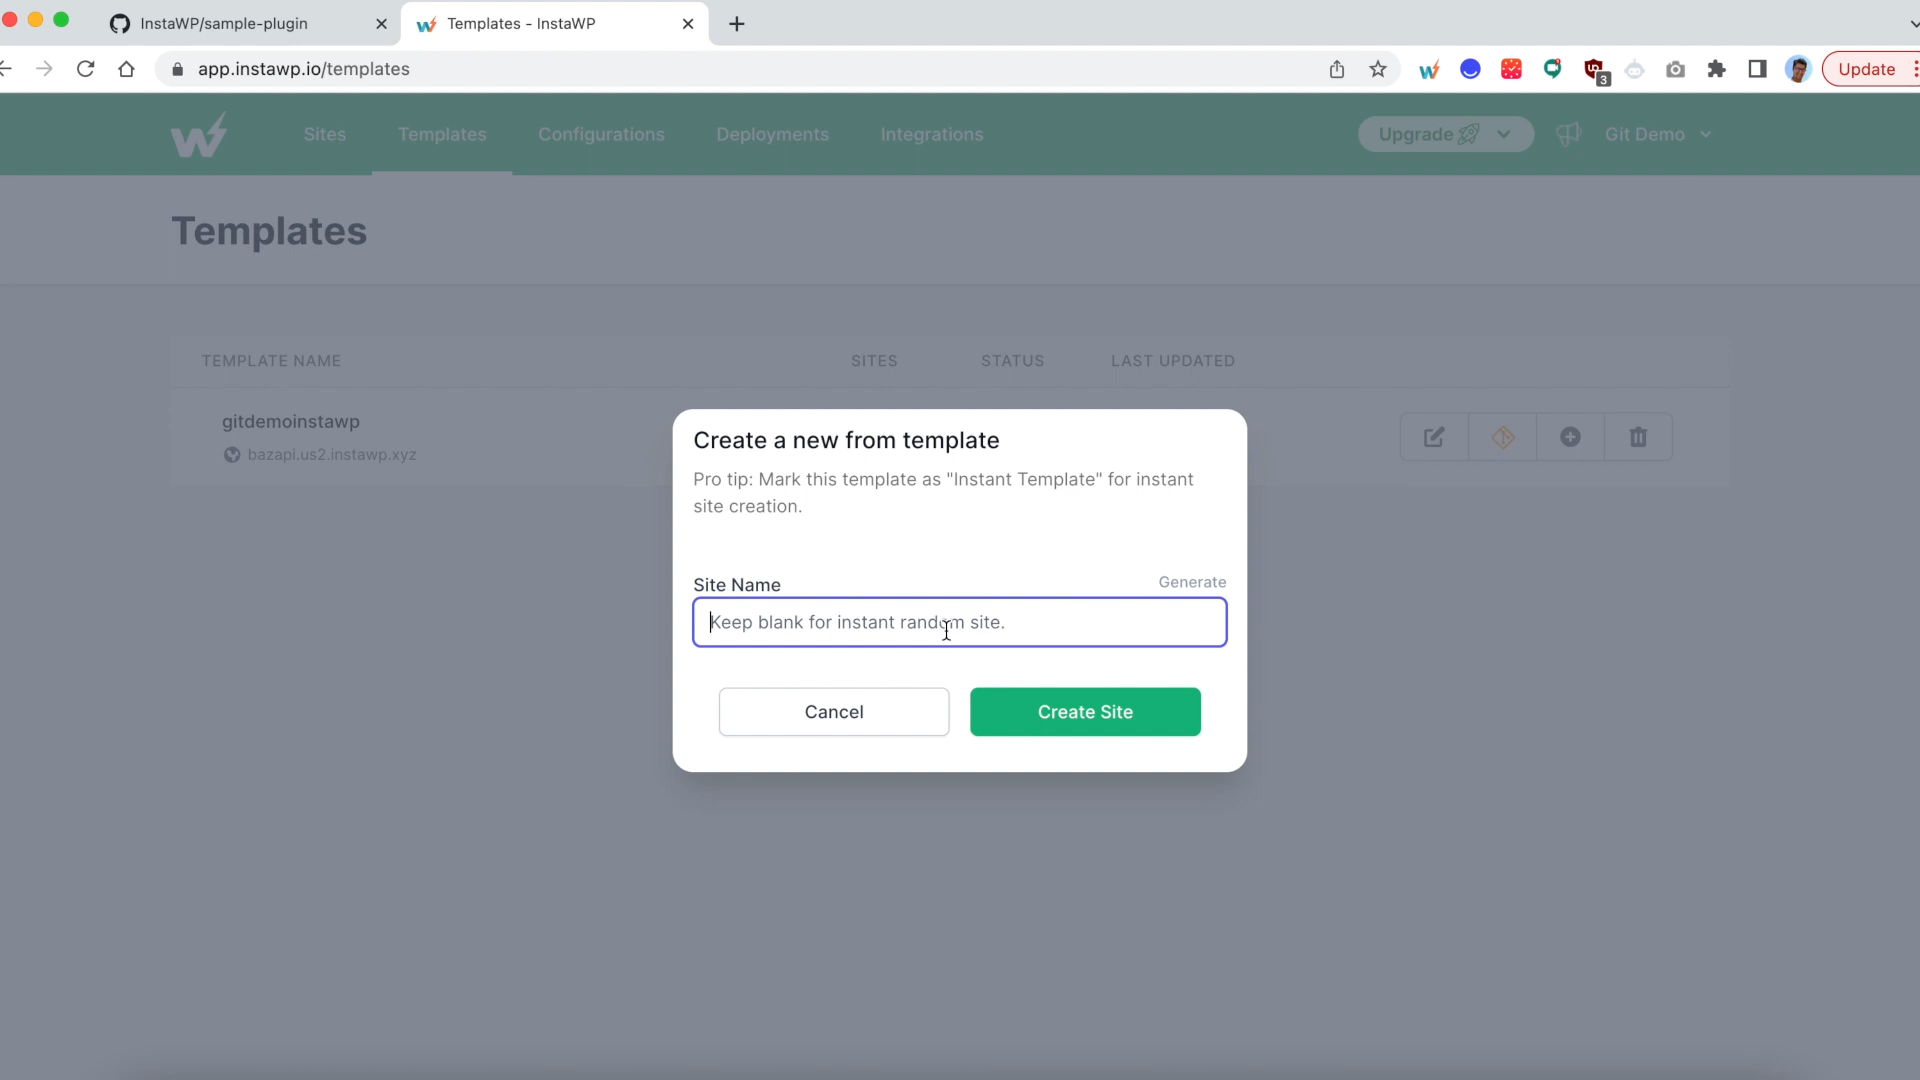 InstaWP/sample-plugin
Templates - InstaWP
app.instawp.io/templates
3
Update
Sites
Templates
Configurations
Deployments
Integrations
Upgrade
Git Demo
Templates
TEMPLATE NAME
SITES
STATUS
LAST UPDATED
gitdemoinstawp
bazapi.us2.instawp.xyz
Create a new from template
Pro tip: Mark this template as "Instant Template" for instant
site creation.
Site Name
Generate
Keep blank for instant random site.
Cancel
Create Site